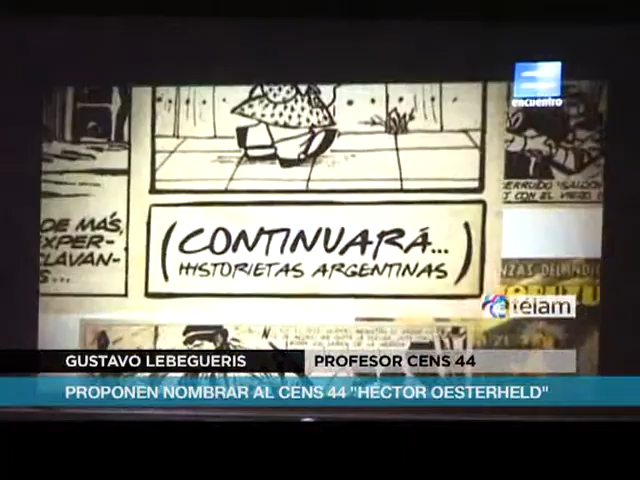 encuentro
(CONTINUARÁ...
HISTORIETAS ARGENTINAS)
DE MÁS,
EXPER-
CLAVAN-
S...
télam
GUSTAVO LEBEGUERIS
PROFESOR CENS 44
PROPONEN NOMBRAR AL CENS 44 "HÉCTOR OESTERHELD"